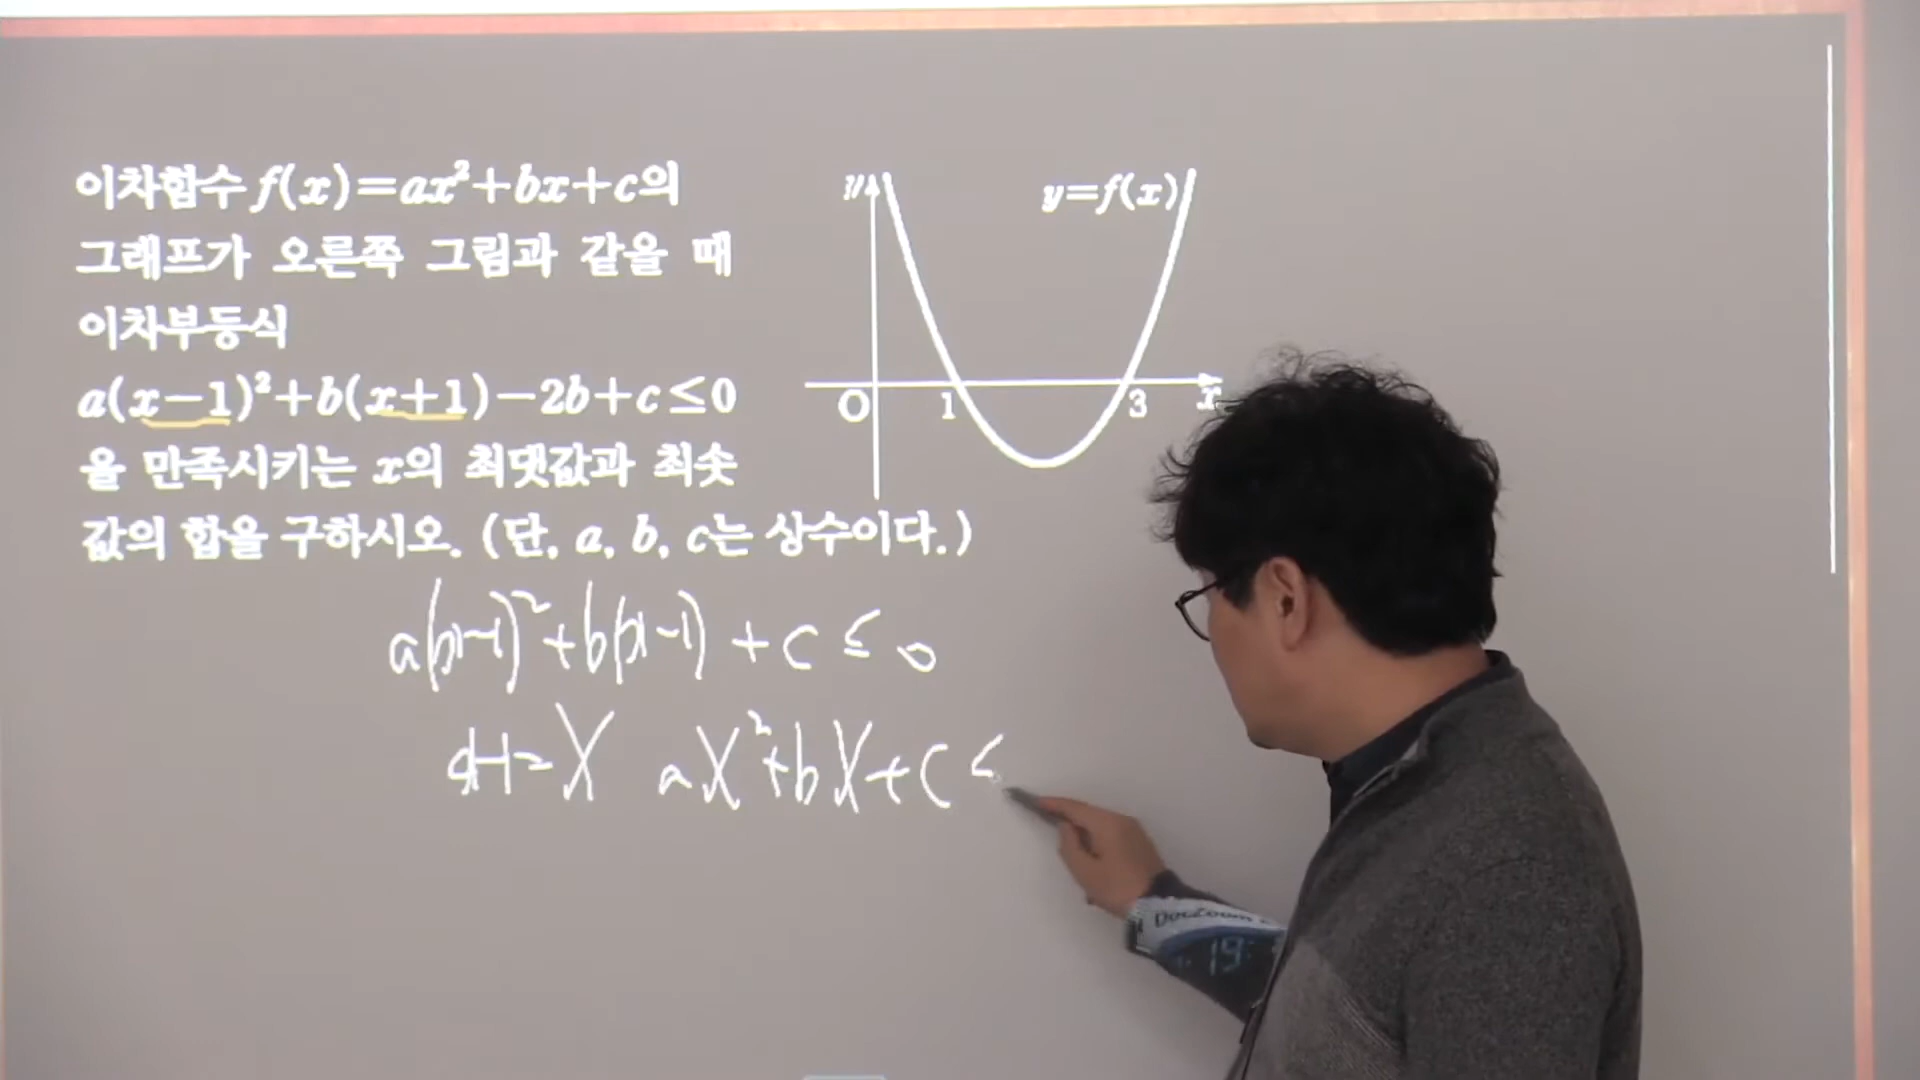 이차함수 f(x)=ax²+bx+c의
그래프가 오른쪽 그림과 같을 때
이차부등식
a(x−1)²+b(x+1)−2b+c≤0
을 만족시키는 x의 최댓값과 최솟
값의 합을 구하시오. (단, a, b, c는 상수이다.)
y
y=f(x)
O
1
3
x
a(x-1)²+b(x-1)+c≤0
x-1=X aX²+bX+c≤
DocZoom
19: